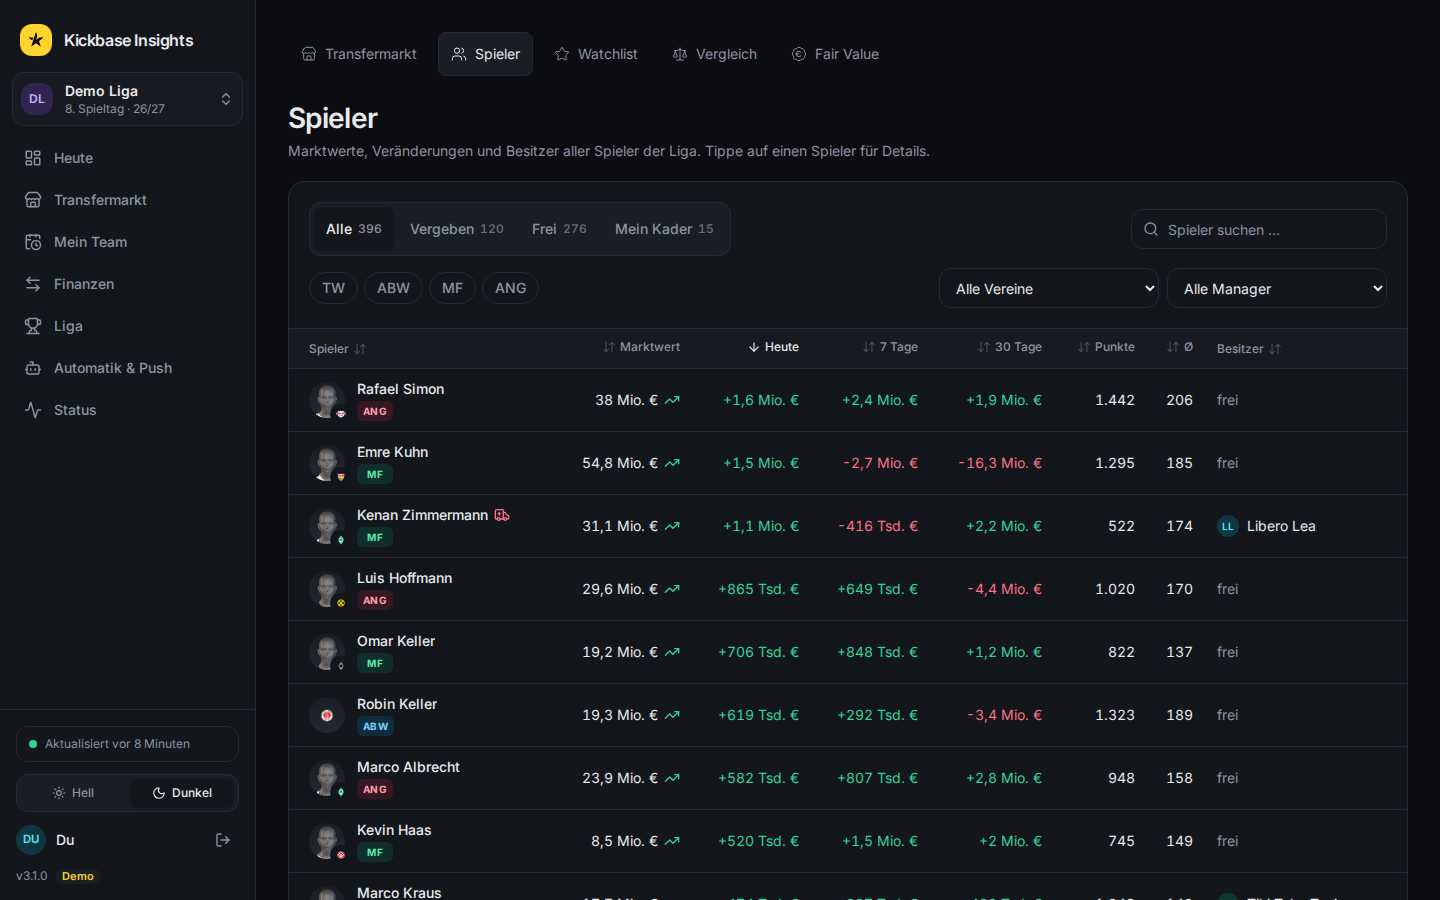 Kickbase Insights
DL
Demo Liga
8. Spieltag · 26/27
Heute
Transfermarkt
Mein Team
Finanzen
Liga
Automatik & Push
Status
Aktualisiert vor 8 Minuten
Hell
Dunkel
DU
Du
v3.1.0
Demo
Transfermarkt
Spieler
Watchlist
Vergleich
Fair Value
Spieler
Marktwerte, Veränderungen und Besitzer aller Spieler der Liga. Tippe auf einen Spieler für Details.
Alle 396
Vergeben 120
Frei 276
Mein Kader 15
Spieler suchen ...
TW
ABW
MF
ANG
Alle Vereine
Alle Manager
Spieler Marktwert Heute 7 Tage 30 Tage Punkte Ø Besitzer
Rafael Simon
ANG
38 Mio. € +1,6 Mio. € +2,4 Mio. € +1,9 Mio. € 1.442 206 frei
Emre Kuhn
MF
54,8 Mio. € +1,5 Mio. € -2,7 Mio. € -16,3 Mio. € 1.295 185 frei
Kenan Zimmermann
MF
31,1 Mio. € +1,1 Mio. € -416 Tsd. € +2,2 Mio. € 522 174 LL Libero Lea
Luis Hoffmann
ANG
29,6 Mio. € +865 Tsd. € +649 Tsd. € -4,4 Mio. € 1.020 170 frei
Omar Keller
MF
19,2 Mio. € +706 Tsd. € +848 Tsd. € +1,2 Mio. € 822 137 frei
Robin Keller
ABW
19,3 Mio. € +619 Tsd. € +292 Tsd. € -3,4 Mio. € 1.323 189 frei
Marco Albrecht
ANG
23,9 Mio. € +582 Tsd. € +807 Tsd. € +2,8 Mio. € 948 158 frei
Kevin Haas
MF
8,5 Mio. € +520 Tsd. € +1,5 Mio. € +2 Mio. € 745 149 frei
Marco Kraus